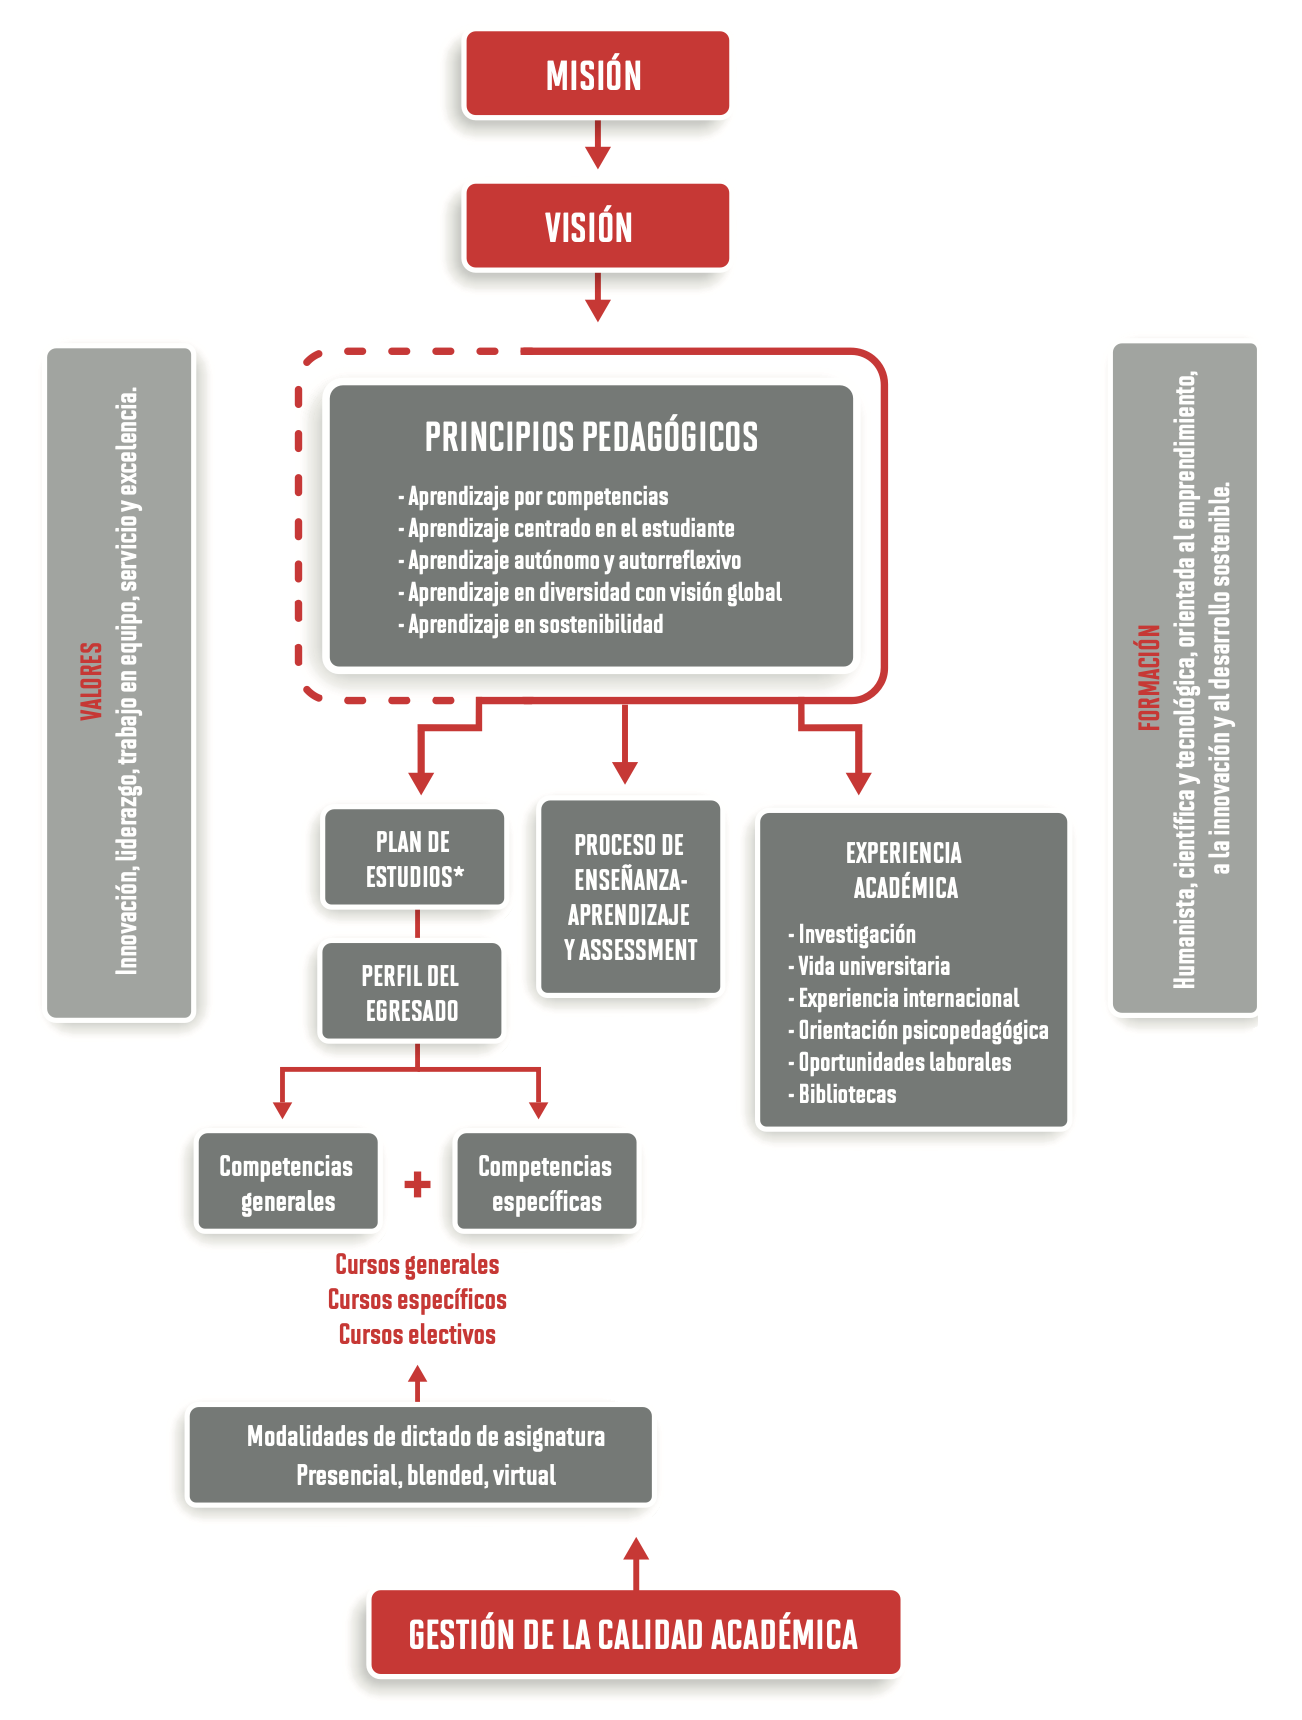 MISIÓN
VISIÓN
VALORES
Innovación, liderazgo, trabajo en equipo, servicio y excelencia.
PRINCIPIOS PEDAGÓGICOS
- Aprendizaje por competencias
- Aprendizaje centrado en el estudiante
- Aprendizaje autónomo y autorreflexivo
- Aprendizaje en diversidad con visión global
- Aprendizaje en sostenibilidad
FORMACIÓN
Humanista, científica y tecnológica, orientada al emprendimiento,
a la innovación y al desarrollo sostenible.
PLAN DE
ESTUDIOS*
PERFIL DEL
EGRESADO
PROCESO DE
ENSEÑANZA-
APRENDIZAJE
Y ASSESSMENT
EXPERIENCIA
ACADÉMICA
- Investigación
- Vida universitaria
- Experiencia internacional
- Orientación psicopedagógica
- Oportunidades laborales
- Bibliotecas
Competencias
generales
+
Competencias
específicas
Cursos generales
Cursos específicos
Cursos electivos
Modalidades de dictado de asignatura
Presencial, blended, virtual
GESTIÓN DE LA CALIDAD ACADÉMICA